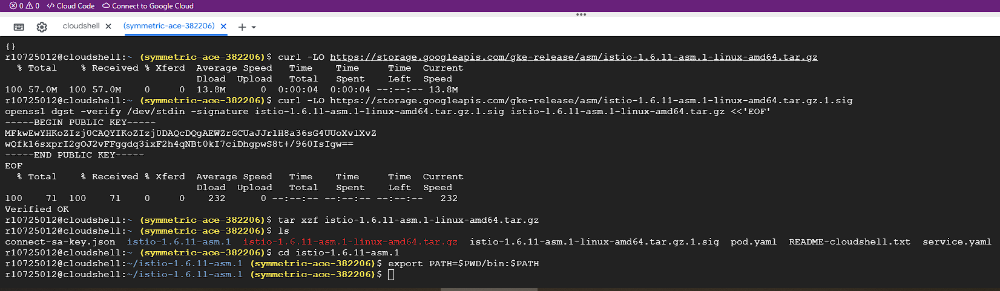 0 0 Cloud Code Connect to Google Cloud
cloudshell (symmetric-ace-382206)
{}
r10725012@cloudshell:~ (symmetric-ace-382206)$ curl -LO https://storage.googleapis.com/gke-release/asm/istio-1.6.11-asm.1-linux-amd64.tar.gz
% Total % Received % Xferd Average Speed Time Time Time Current
Dload Upload Total Spent Left Speed
100 57.0M 100 57.0M 0 0 13.8M 0 0:00:04 0:00:04 --:--:-- 13.8M
r10725012@cloudshell:~ (symmetric-ace-382206)$ curl -LO https://storage.googleapis.com/gke-release/asm/istio-1.6.11-asm.1-linux-amd64.tar.gz.1.sig
openssl dgst -verify /dev/stdin -signature istio-1.6.11-asm.1-linux-amd64.tar.gz.1.sig istio-1.6.11-asm.1-linux-amd64.tar.gz <<'EOF'
-----BEGIN PUBLIC KEY-----
MFkwEwYHKoZIzj0CAQYIKoZIzj0DAQcDQgAEWZrGCUaJJr1H8a36sG4UUoXvlXvZ
wQfk16sxprI2gOJ2vFFggdq3ixF2h4qNBt0kI7ciDhgpwS8t+/960IsIgw==
-----END PUBLIC KEY-----
EOF
% Total % Received % Xferd Average Speed Time Time Time Current
Dload Upload Total Spent Left Speed
100 71 100 71 0 0 232 0 --:--:-- --:--:-- --:--:-- 232
Verified OK
r10725012@cloudshell:~ (symmetric-ace-382206)$ tar xzf istio-1.6.11-asm.1-linux-amd64.tar.gz
r10725012@cloudshell:~ (symmetric-ace-382206)$ ls
connect-sa-key.json istio-1.6.11-asm.1 istio-1.6.11-asm.1-linux-amd64.tar.gz istio-1.6.11-asm.1-linux-amd64.tar.gz.1.sig pod.yaml README-cloudshell.txt service.yaml
r10725012@cloudshell:~ (symmetric-ace-382206)$ cd istio-1.6.11-asm.1
r10725012@cloudshell:~/istio-1.6.11-asm.1 (symmetric-ace-382206)$ export PATH=$PWD/bin:$PATH
r10725012@cloudshell:~/istio-1.6.11-asm.1 (symmetric-ace-382206)$